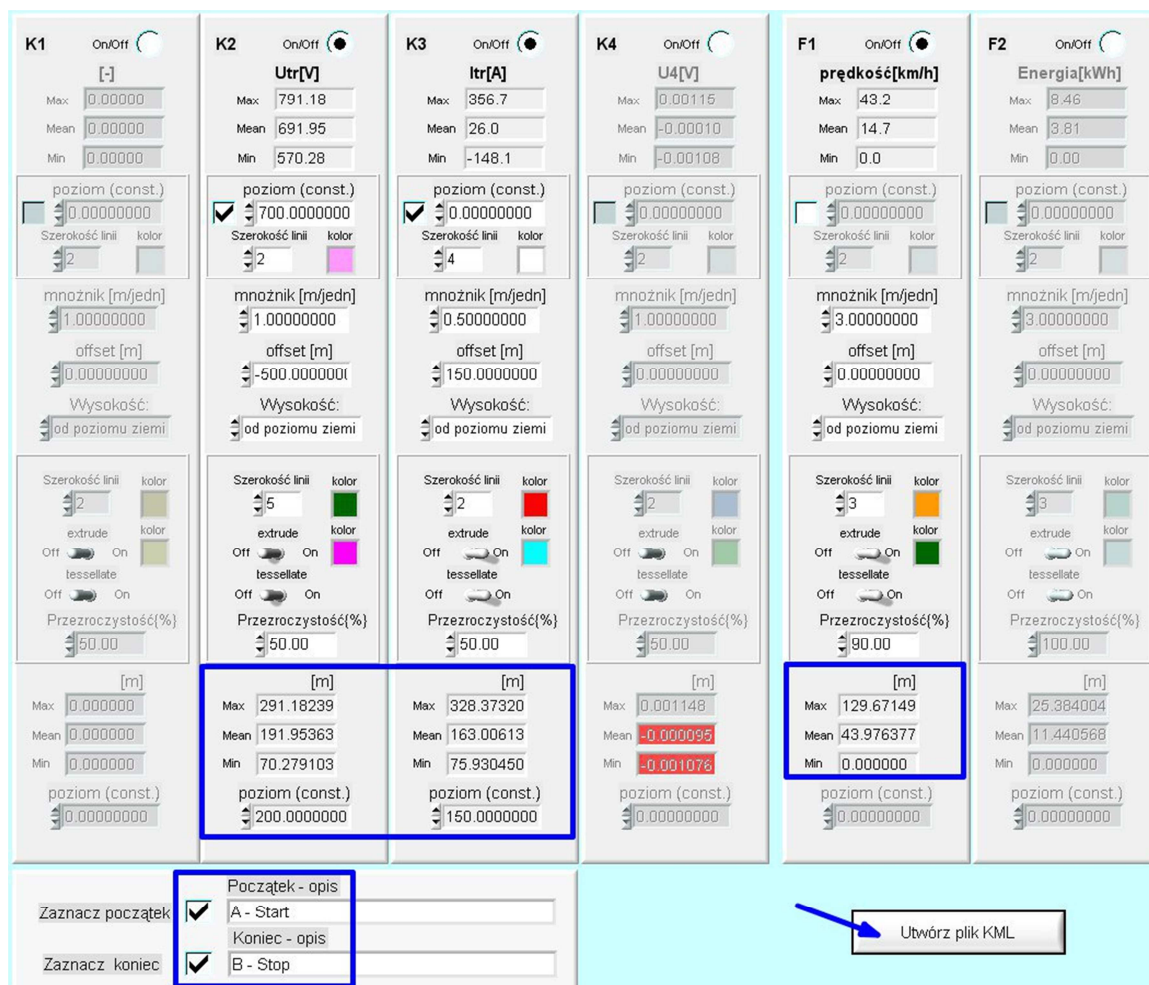 K1 On/Off
[-]
Max 0.00000
Mean 0.00000
Min 0.00000
poziom (const.)
0.00000000
Szerokość linii kolor
2
mnożnik [m/jedn]
1.00000000
offset [m]
0.00000000
Wysokość:
od poziomu ziemi
Szerokość linii kolor
2
extrude kolor
Off On
tessellate
Off On
Przezroczystość{%}
50.00
[m]
Max 0.000000
Mean 0.000000
Min 0.000000
poziom (const.)
0.00000000
K2 On/Off
Utr[V]
Max 791.18
Mean 691.95
Min 570.28
poziom (const.)
700.0000000
Szerokość linii kolor
2
mnożnik [m/jedn]
1.00000000
offset [m]
-500.0000000
Wysokość:
od poziomu ziemi
Szerokość linii kolor
5
extrude kolor
Off On
tessellate
Off On
Przezroczystość{%}
50.00
[m]
Max 291.18239
Mean 191.95363
Min 70.279103
poziom (const.)
200.0000000
K3 On/Off
Itr[A]
Max 356.7
Mean 26.0
Min -148.1
poziom (const.)
0.00000000
Szerokość linii kolor
4
mnożnik [m/jedn]
0.50000000
offset [m]
150.0000000
Wysokość:
od poziomu ziemi
Szerokość linii kolor
2
extrude kolor
Off On
tessellate
Off On
Przezroczystość{%}
50.00
[m]
Max 328.37320
Mean 163.00613
Min 75.930450
poziom (const.)
150.0000000
K4 On/Off
U4[V]
Max 0.00115
Mean -0.00010
Min -0.00108
poziom (const.)
0.00000000
Szerokość linii kolor
2
mnożnik [m/jedn]
1.00000000
offset [m]
0.00000000
Wysokość:
od poziomu ziemi
Szerokość linii kolor
2
extrude kolor
Off On
tessellate
Off On
Przezroczystość{%}
50.00
[m]
Max 0.001148
Mean -0.000095
Min -0.001076
poziom (const.)
0.00000000
F1 On/Off
prędkość[km/h]
Max 43.2
Mean 14.7
Min 0.0
poziom (const.)
0.00000000
Szerokość linii kolor
2
mnożnik [m/jedn]
3.00000000
offset [m]
0.00000000
Wysokość:
od poziomu ziemi
Szerokość linii kolor
3
extrude kolor
Off On
tessellate
Off On
Przezroczystość{%}
90.00
[m]
Max 129.67149
Mean 43.976377
Min 0.000000
poziom (const.)
0.00000000
F2 On/Off
Energia[kWh]
Max 8.46
Mean 3.81
Min 0.00
poziom (const.)
0.00000000
Szerokość linii kolor
2
mnożnik [m/jedn]
3.00000000
offset [m]
0.00000000
Wysokość:
od poziomu ziemi
Szerokość linii kolor
3
extrude kolor
Off On
tessellate
Off On
Przezroczystość{%}
100.00
[m]
Max 25.384004
Mean 11.440568
Min 0.000000
poziom (const.)
0.00000000
Początek - opis
Zaznacz początek A - Start
Koniec - opis
Zaznacz koniec B - Stop
Utwórz plik KML